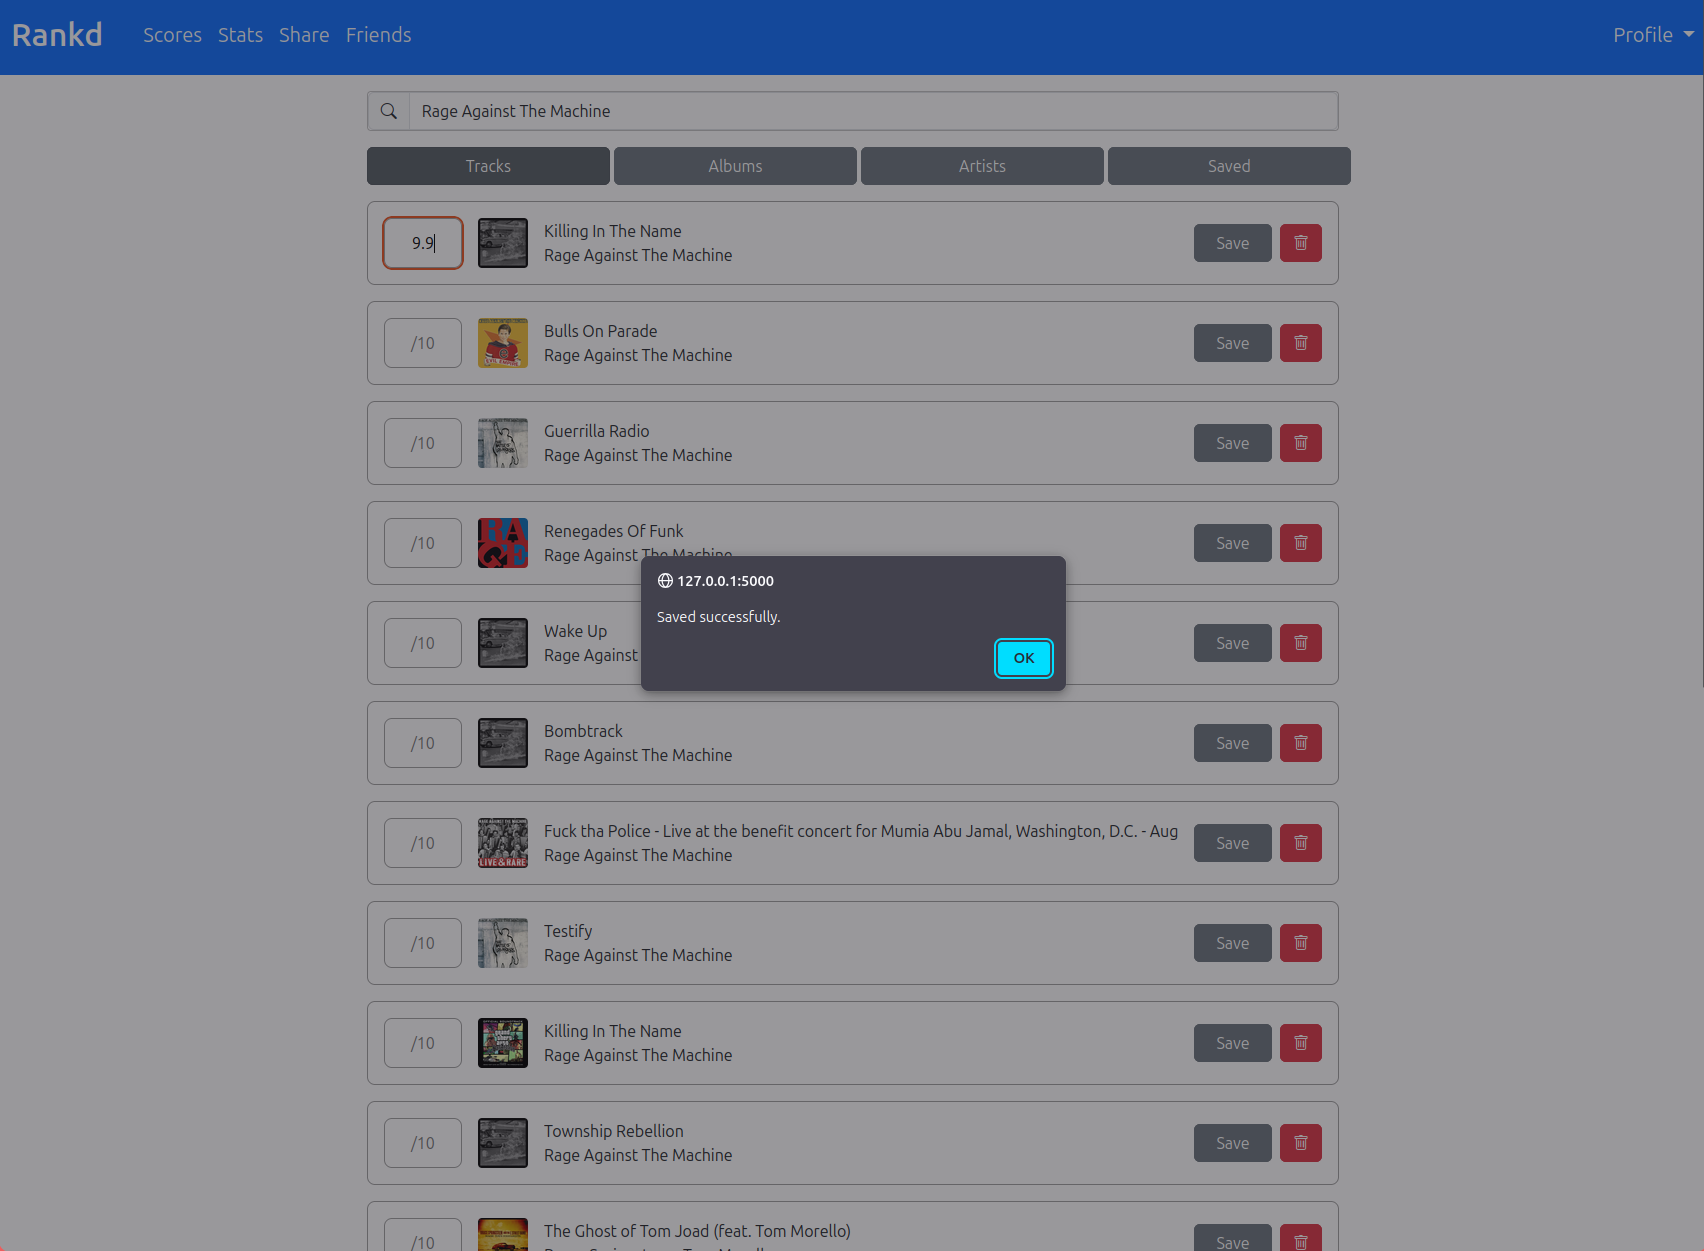 Rankd Scores Stats Share Friends Profile
Rage Against The Machine
Tracks Albums Artists Saved
9.9
Killing In The Name
Rage Against The Machine
Save
/10
Bulls On Parade
Rage Against The Machine
Save
/10
Guerrilla Radio
Rage Against The Machine
Save
/10
RAGE
Renegades Of Funk
Rage Against The Machine
Save
127.0.0.1:5000
Saved successfully.
OK
/10
Wake Up
Rage Against
Save
/10
Bombtrack
Rage Against The Machine
Save
/10
LIVE & RARE
Fuck tha Police - Live at the benefit concert for Mumia Abu Jamal, Washington, D.C. - Aug
Rage Against The Machine
Save
/10
Testify
Rage Against The Machine
Save
/10
Killing In The Name
Rage Against The Machine
Save
/10
Township Rebellion
Rage Against The Machine
Save
/10
The Ghost of Tom Joad (feat. Tom Morello)
Save